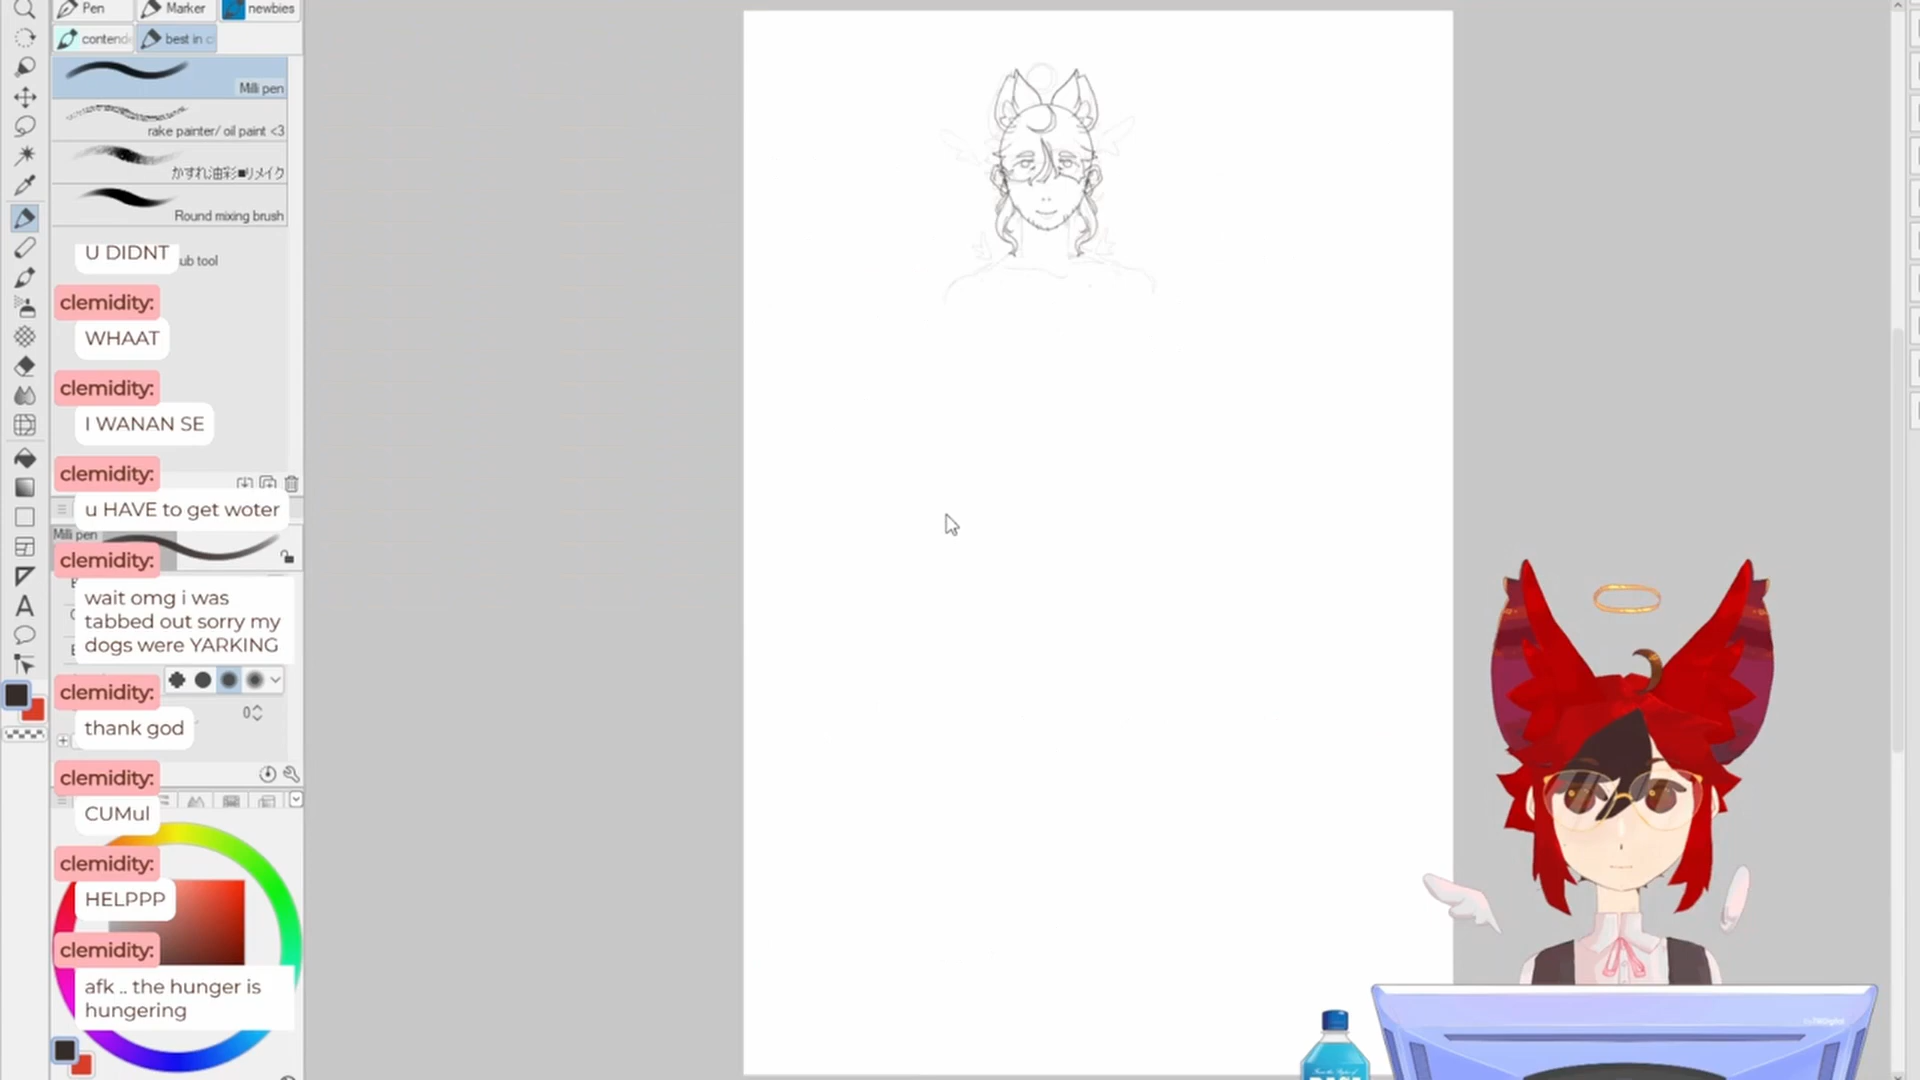 Pen
Marker
newbies
contend
best in c
Milli pen
rake painter/ oil paint <3
かすれ油彩■リメイク
Round mixing brush
U DIDNT
ub tool
clemidity:
WHAAT
clemidity:
I WANAN SE
clemidity:
u HAVE to get woter
Milli pen
clemidity:
wait omg i was
tabbed out sorry my
dogs were YARKING
clemidity:
0
thank god
clemidity:
CUMul
clemidity:
HELPPP
clemidity:
afk .. the hunger is
hungering
A